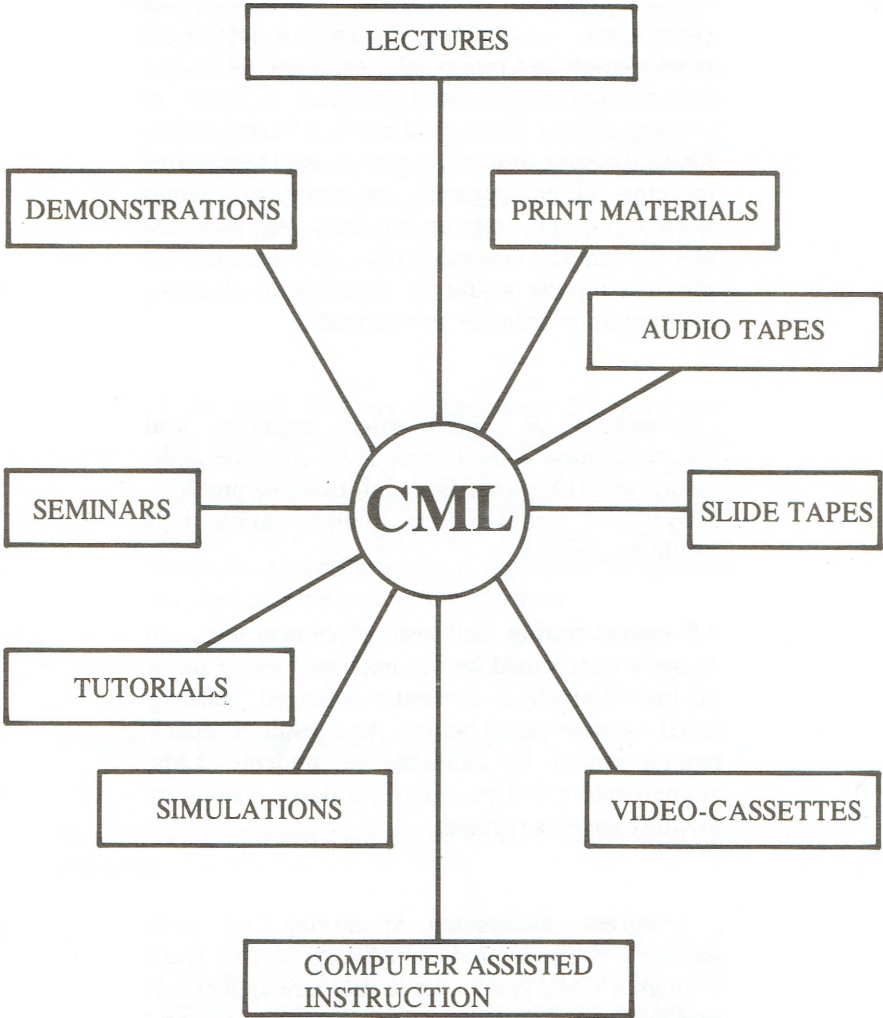 LECTURES
DEMONSTRATIONS
PRINT MATERIALS
AUDIO TAPES
SEMINARS
CML
SLIDE TAPES
TUTORIALS
SIMULATIONS
VIDEO-CASSETTES
COMPUTER ASSISTED
INSTRUCTION